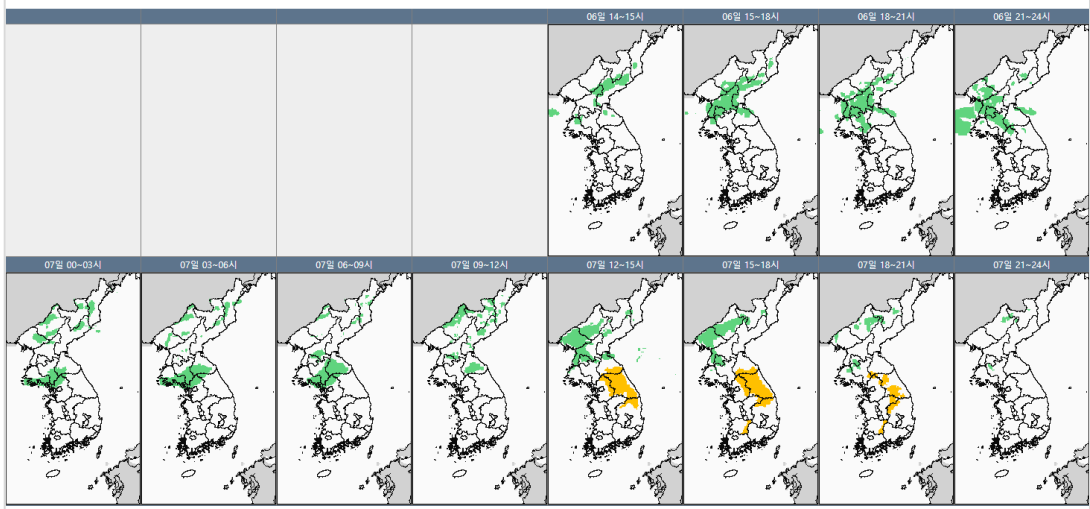 06일 14~15시
06일 15~18시
06일 18~21시
06일 21~24시
07일 00~03시
07일 03~06시
07일 06~09시
07일 09~12시
07일 12~15시
07일 15~18시
07일 18~21시
07일 21~24시